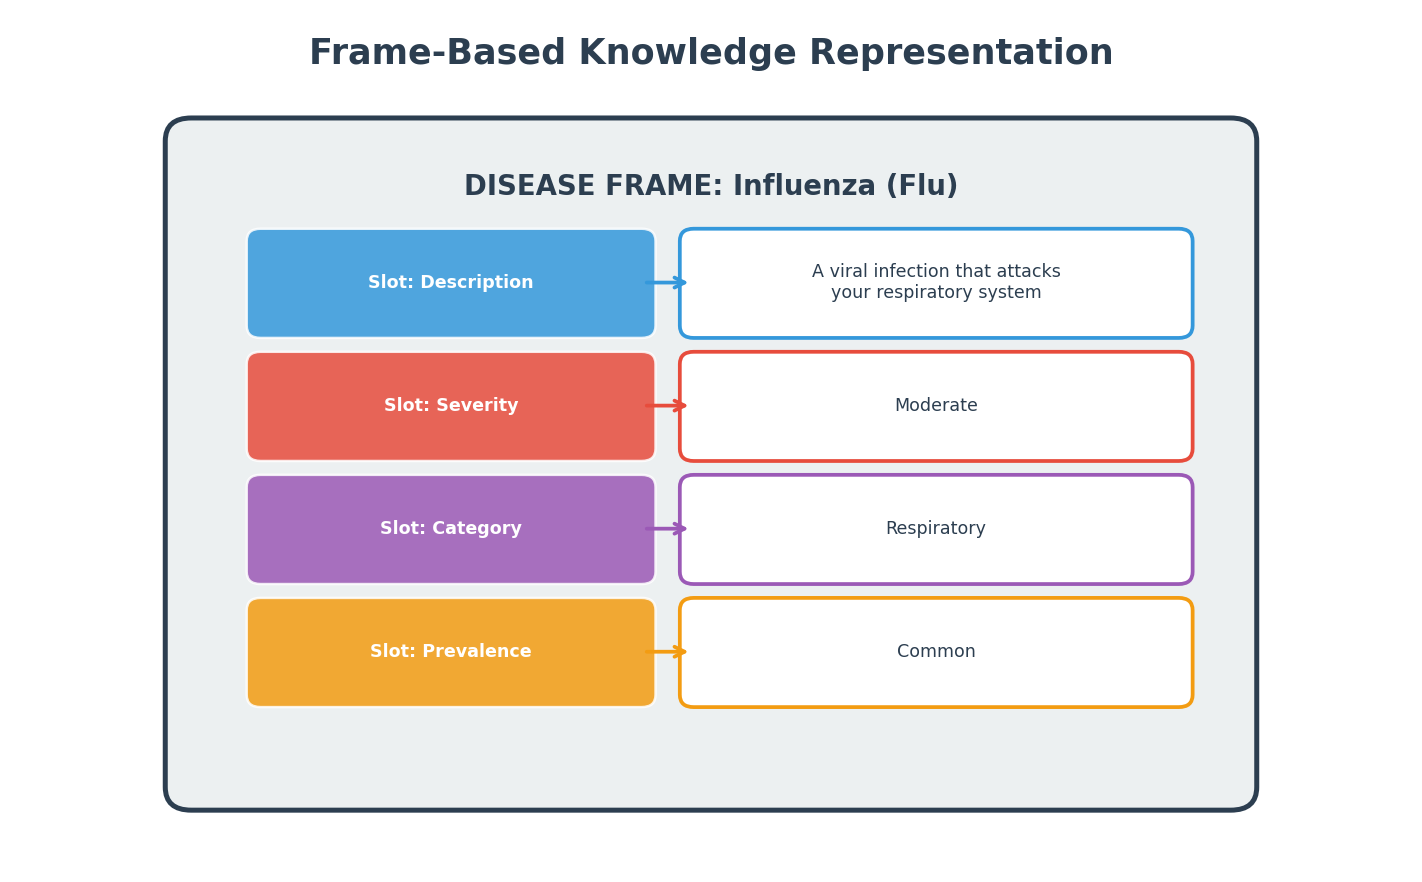 Frame-Based Knowledge Representation
DISEASE FRAME: Influenza (Flu)
Slot: Description
A viral infection that attacks
your respiratory system
Slot: Severity
Moderate
Slot: Category
Respiratory
Slot: Prevalence
Common